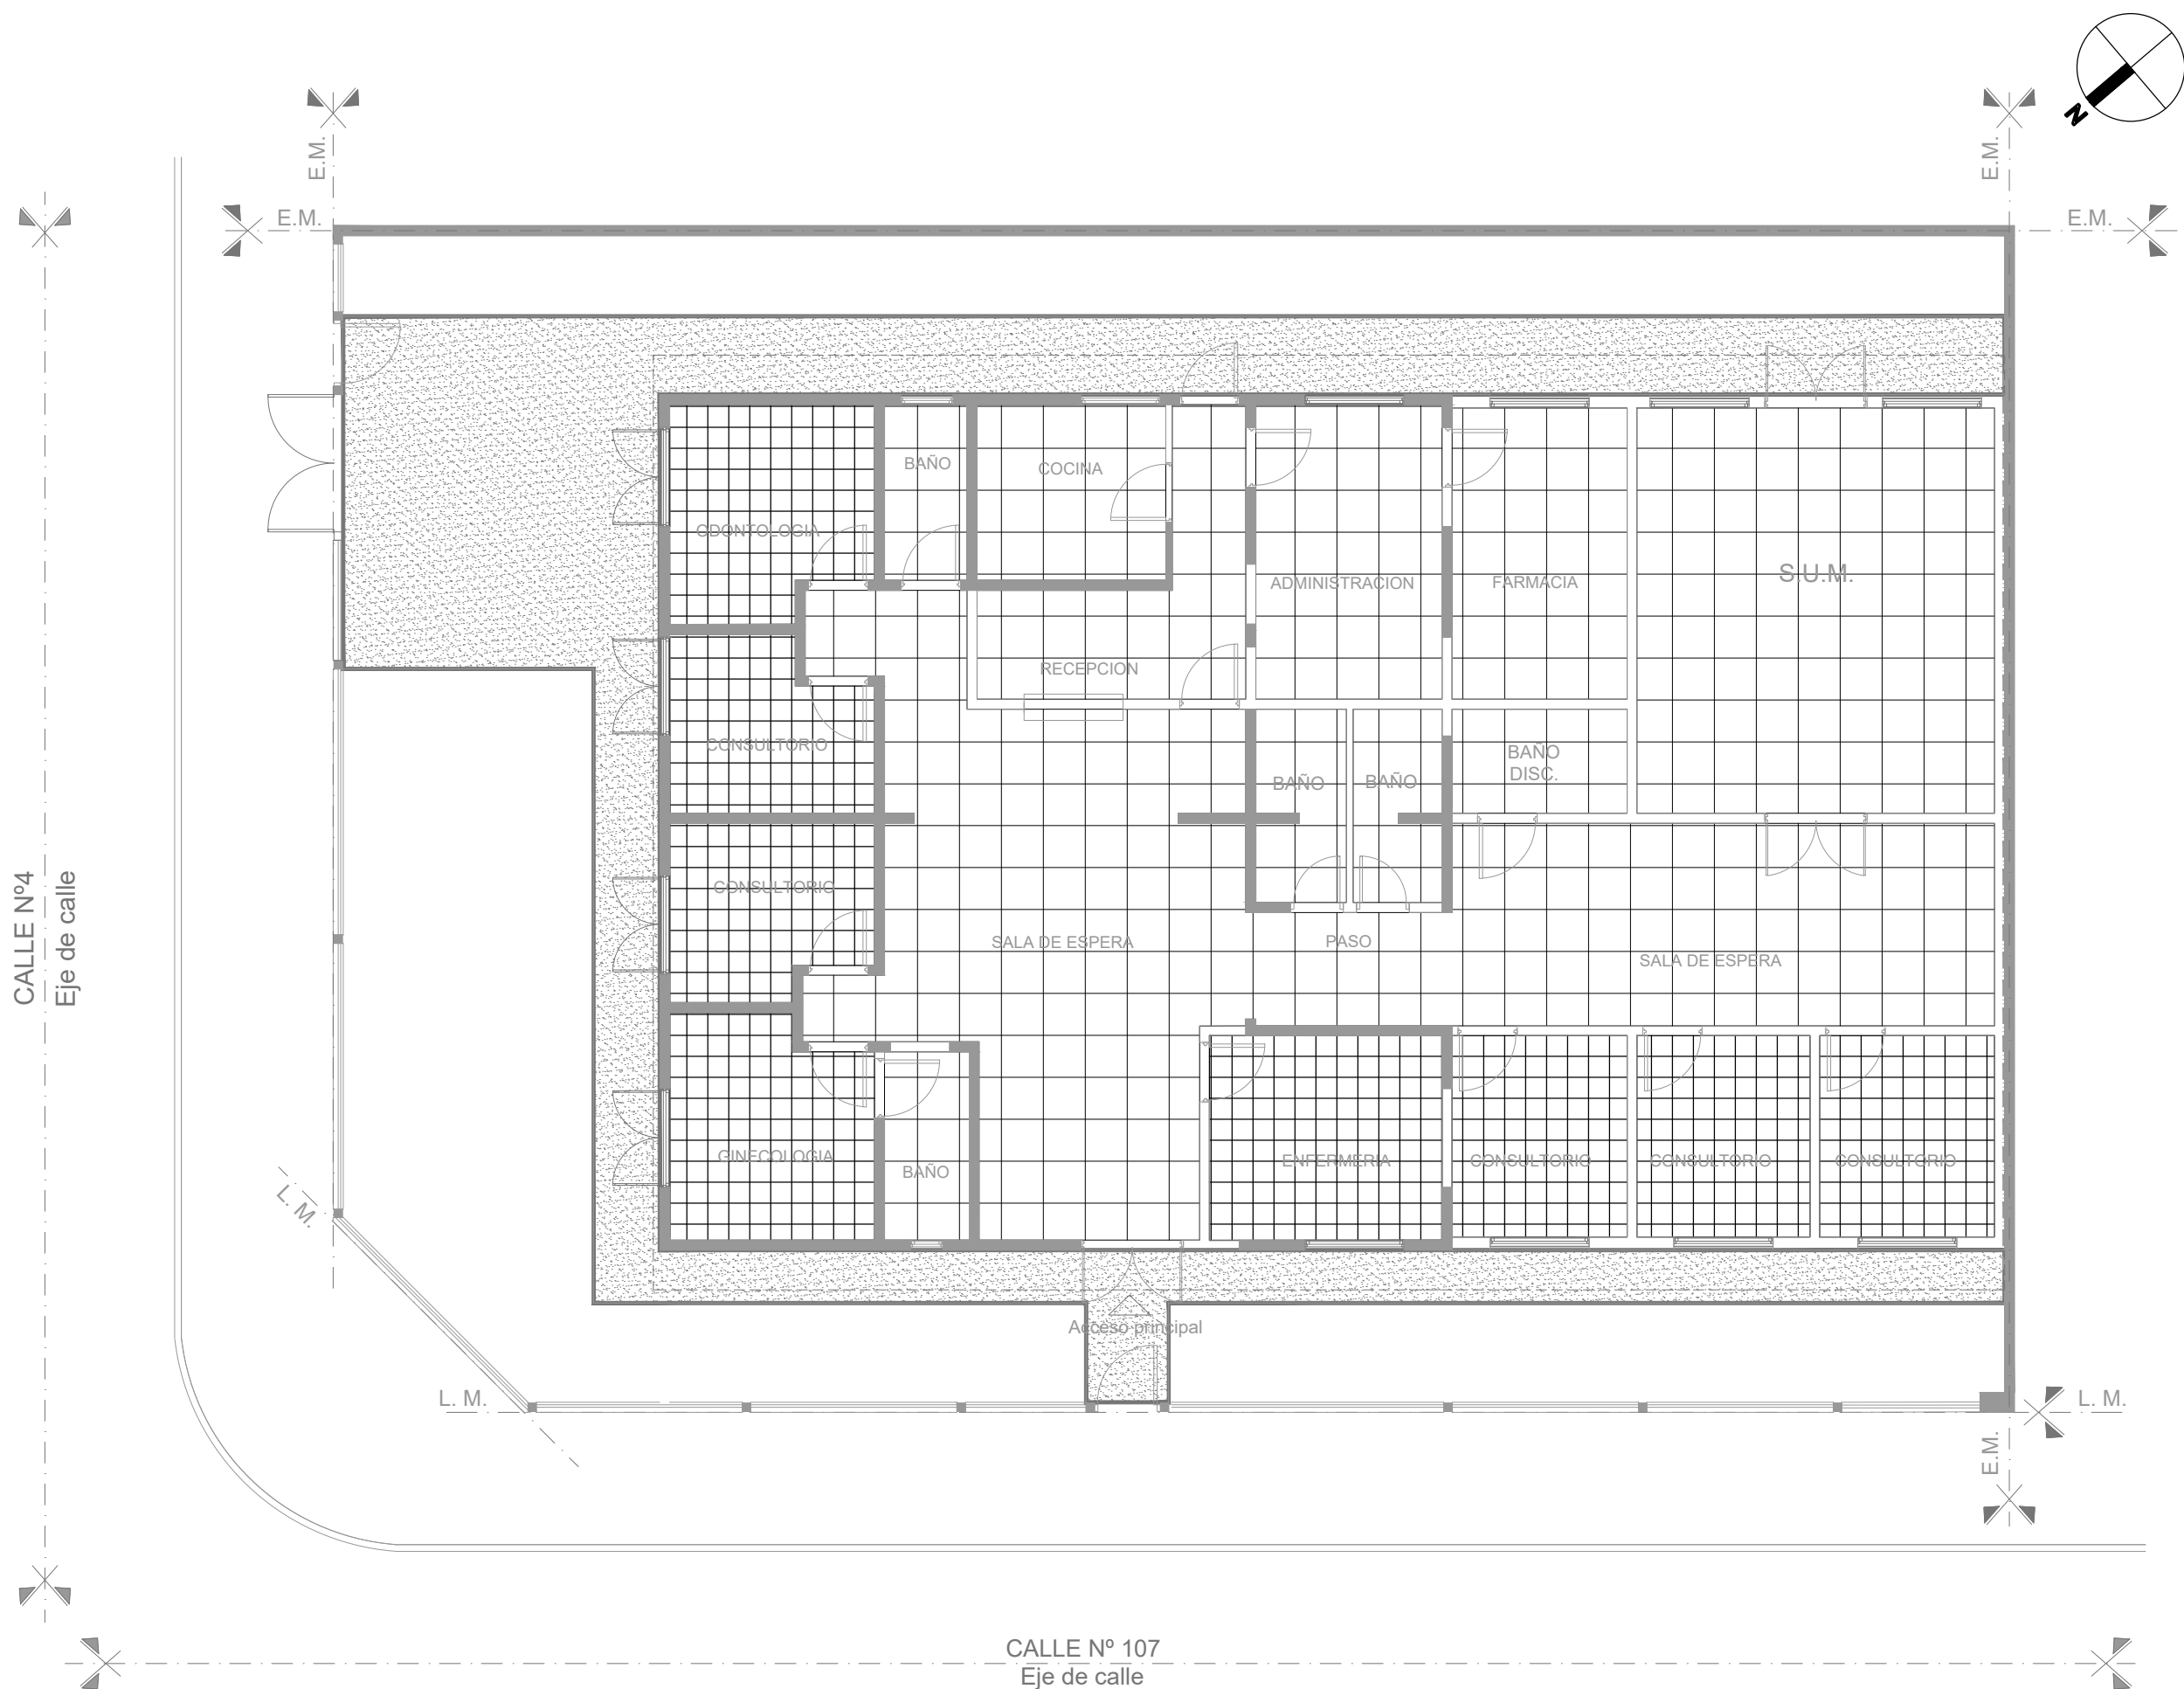 N
E.M.
E.M.
E.M.
E.M.
BAÑO
COCINA
ODONTOLOGIA
ADMINISTRACION
FARMACIA
S.U.M.
RECEPCION
CONSULTORIO
BAÑO
BAÑO
BAÑO
DISC.
CONSULTORIO
SALA DE ESPERA
PASO
SALA DE ESPERA
CALLE Nº4
Eje de calle
GINECOLOGIA
BAÑO
ENFERMERIA
CONSULTORIO
CONSULTORIO
CONSULTORIO
L. M.
Acceso principal
L. M.
L. M.
E.M.
CALLE Nº 107
Eje de calle